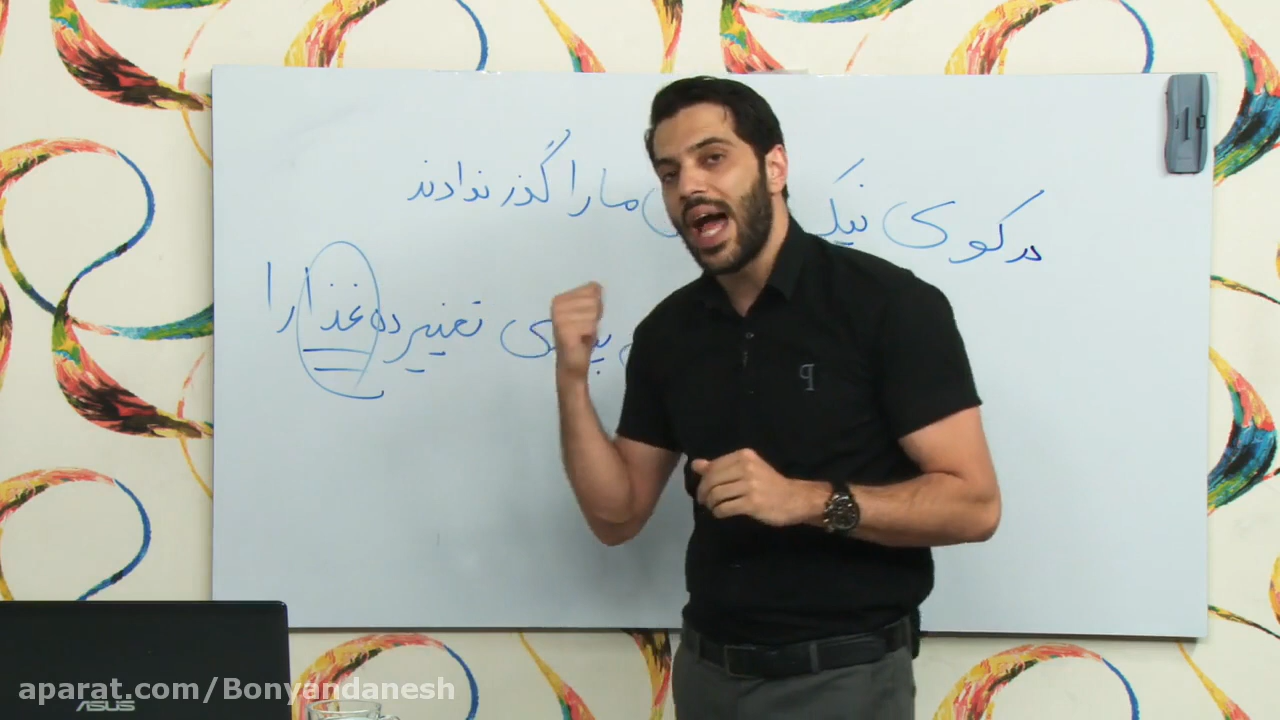 در کوی نیک ما را گذر ندادند
تغییر ده غذا را
aparat.com/Bonyandanesh
ASUS